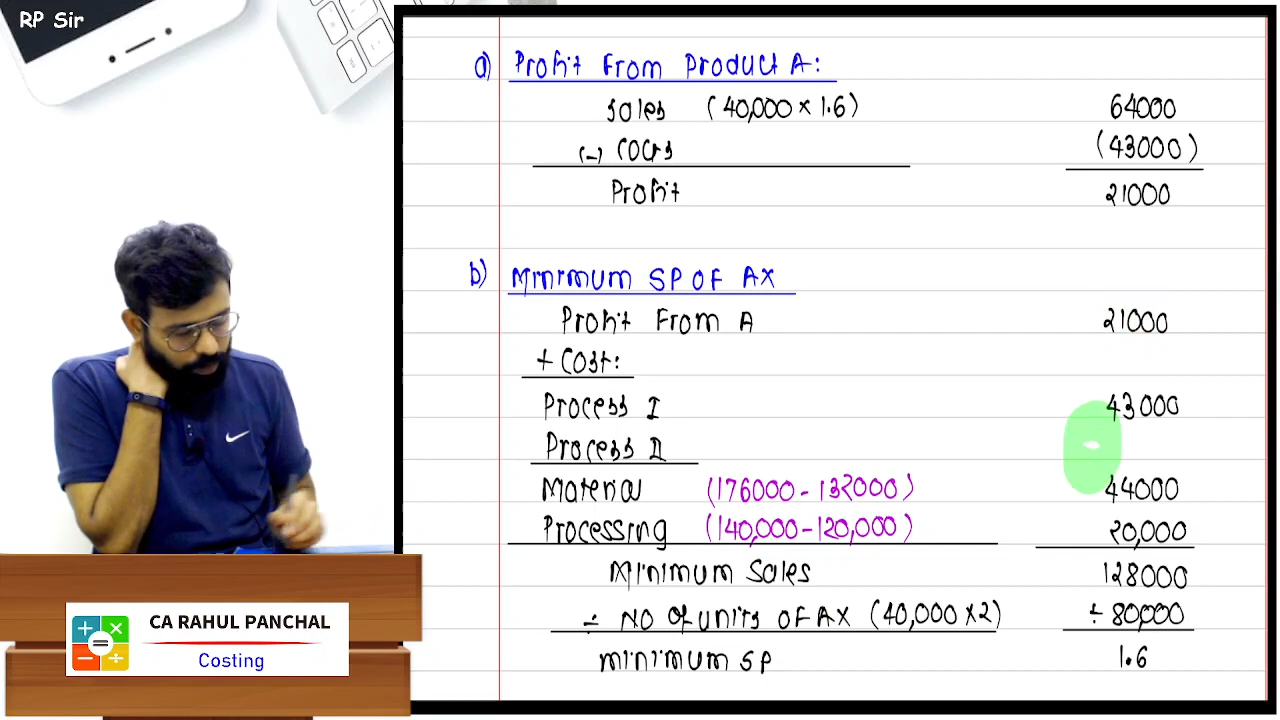 RP Sir
a) Profit From Product A:
Sales (40,000 × 1.6) 64000
(-) Costs (43000)
Profit 21000
b) Minimum SP OF AX
Profit From A 21000
+ Cost:
Process I 43000
Process II -
Material (176000 - 132000) 44000
Processing (140,000 - 120,000) 20,000
Minimum Sales 128000
÷ No of units OF AX (40,000 × 2) ÷ 80,000
Minimum SP 1.6
CA RAHUL PANCHAL
Costing